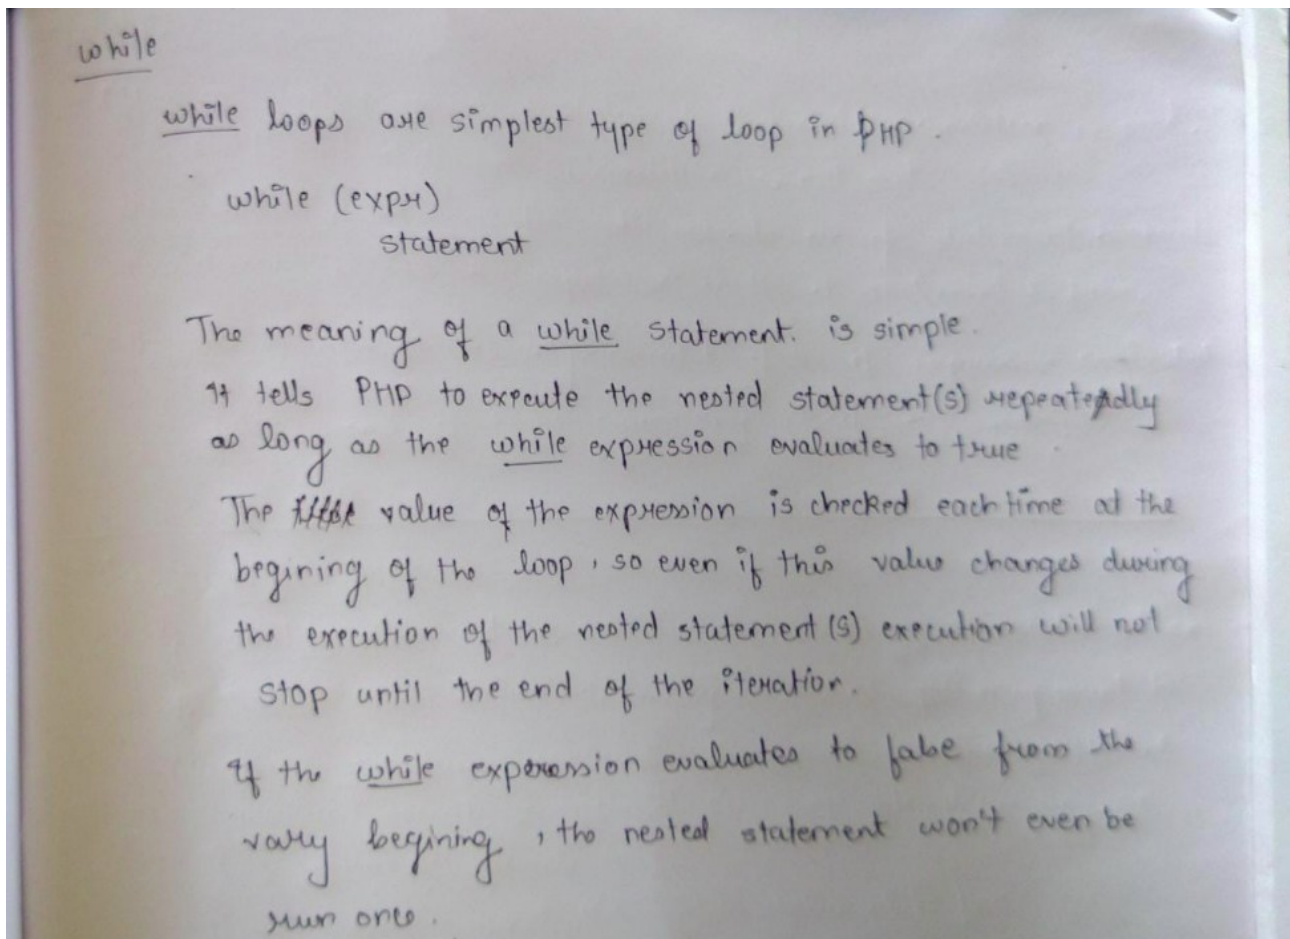 while
while loops are simplest type of loop in PHP.
while (expr)
statement
The meaning of a while statement. is simple.
It tells PHP to execute the nested statement(s) repeatedly
as long as the while expression evaluates to true.
The value of the expression is checked each time at the
begining of the loop, so even if this value changes during
the execution of the nested statement (s) execution will not
stop until the end of the iteration.
If the while expression evaluates to false from the
vary begining, the nested statement won't even be
run once.